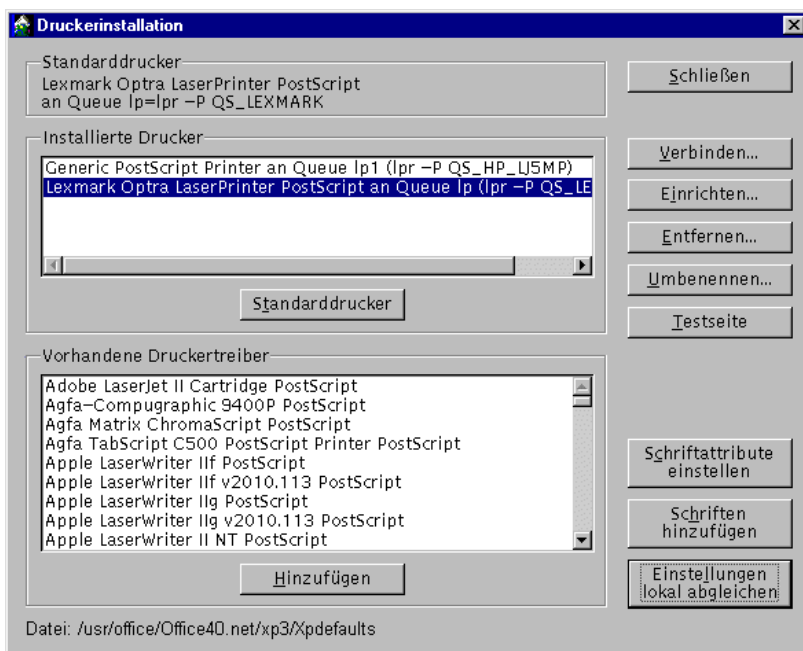 Druckerinstallation
Standarddrucker
Lexmark Optra LaserPrinter PostScript
an Queue lp=lpr -P QS_LEXMARK
Schließen
Installierte Drucker
Generic PostScript Printer an Queue lp1 (lpr -P QS_HP_LJ5MP)
Lexmark Optra LaserPrinter PostScript an Queue lp (lpr -P QS_LE
Standarddrucker
Verbinden...
Einrichten...
Entfernen...
Umbenennen...
Testseite
Vorhandene Druckertreiber
Adobe LaserJet II Cartridge PostScript
Agfa-Compugraphic 9400P PostScript
Agfa Matrix ChromaScript PostScript
Agfa TabScript C500 PostScript Printer PostScript
Apple LaserWriter IIf PostScript
Apple LaserWriter IIf v2010.113 PostScript
Apple LaserWriter IIg PostScript
Apple LaserWriter IIg v2010.113 PostScript
Apple LaserWriter II NT PostScript
Hinzufügen
Schriftattribute
einstellen
Schriften
hinzufügen
Einstellungen
lokal abgleichen
Datei: /usr/office/Office40.net/xp3/Xpdefaults